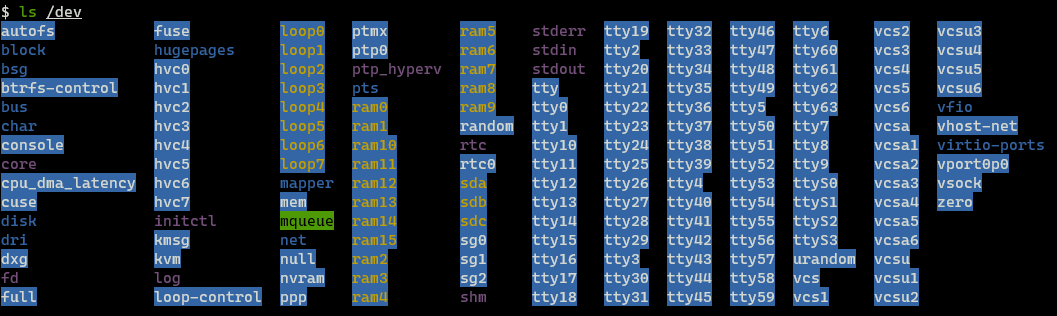 $ ls /dev
autofs fuse loop0 ptmx ram5 stderr tty19 tty32 tty46 tty6 vcs2 vcsu3
block hugepages loop1 ptp0 ram6 stdin tty2 tty33 tty47 tty60 vcs3 vcsu4
bsg hvc0 loop2 ptp_hyperv ram7 stdout tty20 tty34 tty48 tty61 vcs4 vcsu5
btrfs-control hvc1 loop3 pts ram8 tty tty21 tty35 tty49 tty62 vcs5 vcsu6
bus hvc2 loop4 ram0 ram9 tty0 tty22 tty36 tty5 tty63 vcs6 vfio
char hvc3 loop5 ram1 random tty1 tty23 tty37 tty50 tty7 vcsa vhost-net
console hvc4 loop6 ram10 rtc tty10 tty24 tty38 tty51 tty8 vcsa1 virtio-ports
core hvc5 loop7 ram11 rtc0 tty11 tty25 tty39 tty52 tty9 vcsa2 vport0p0
cpu_dma_latency hvc6 mapper ram12 sda tty12 tty26 tty4 tty53 ttyS0 vcsa3 vsock
cuse hvc7 mem ram13 sdb tty13 tty27 tty40 tty54 ttyS1 vcsa4 zero
disk initctl mqueue ram14 sdc tty14 tty28 tty41 tty55 ttyS2 vcsa5
dri kmsg net ram15 sg0 tty15 tty29 tty42 tty56 ttyS3 vcsa6
dxg kvm null ram2 sg1 tty16 tty3 tty43 tty57 urandom vcsu
fd log nvram ram3 sg2 tty17 tty30 tty44 tty58 vcs vcsu1
full loop-control ppp ram4 shm tty18 tty31 tty45 tty59 vcs1 vcsu2